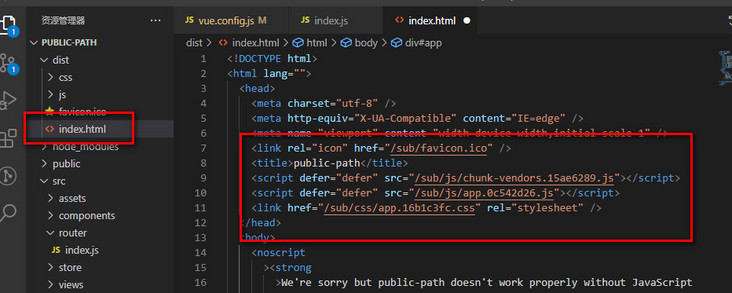 资源管理器
PUBLIC-PATH
dist
css
js
favicon.ico
index.html
node_modules
public
src
assets
components
router
index.js
store
views
vue.config.js M
index.js
index.html
dist > index.html > html > body > div#app
1 <!DOCTYPE html>
2 <html lang="">
3 <head>
4 <meta charset="utf-8" />
5 <meta http-equiv="X-UA-Compatible" content="IE=edge" />
6 <meta name="viewport" content="width=device-width,initial-scale=1" />
7 <link rel="icon" href="/sub/favicon.ico" />
8 <title>public-path</title>
9 <script defer="defer" src="/sub/js/chunk-vendors.15ae6289.js"></script>
10 <script defer="defer" src="/sub/js/app.0c542d26.js"></script>
11 <link href="/sub/css/app.16b1c3fc.css" rel="stylesheet" />
12 </head>
13 <body>
14 <noscript
15 ><strong
16 >We're sorry but public-path doesn't work properly without JavaScript